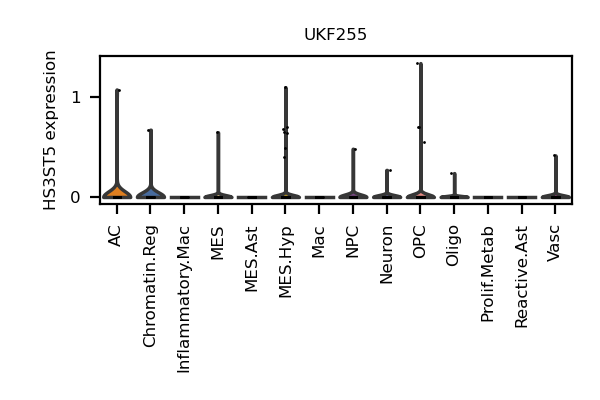 UKF255
HS3ST5 expression
1
0
AC
Chromatin.Reg
Inflammatory.Mac
MES
MES.Ast
MES.Hyp
Mac
NPC
Neuron
OPC
Oligo
Prolif.Metab
Reactive.Ast
Vasc